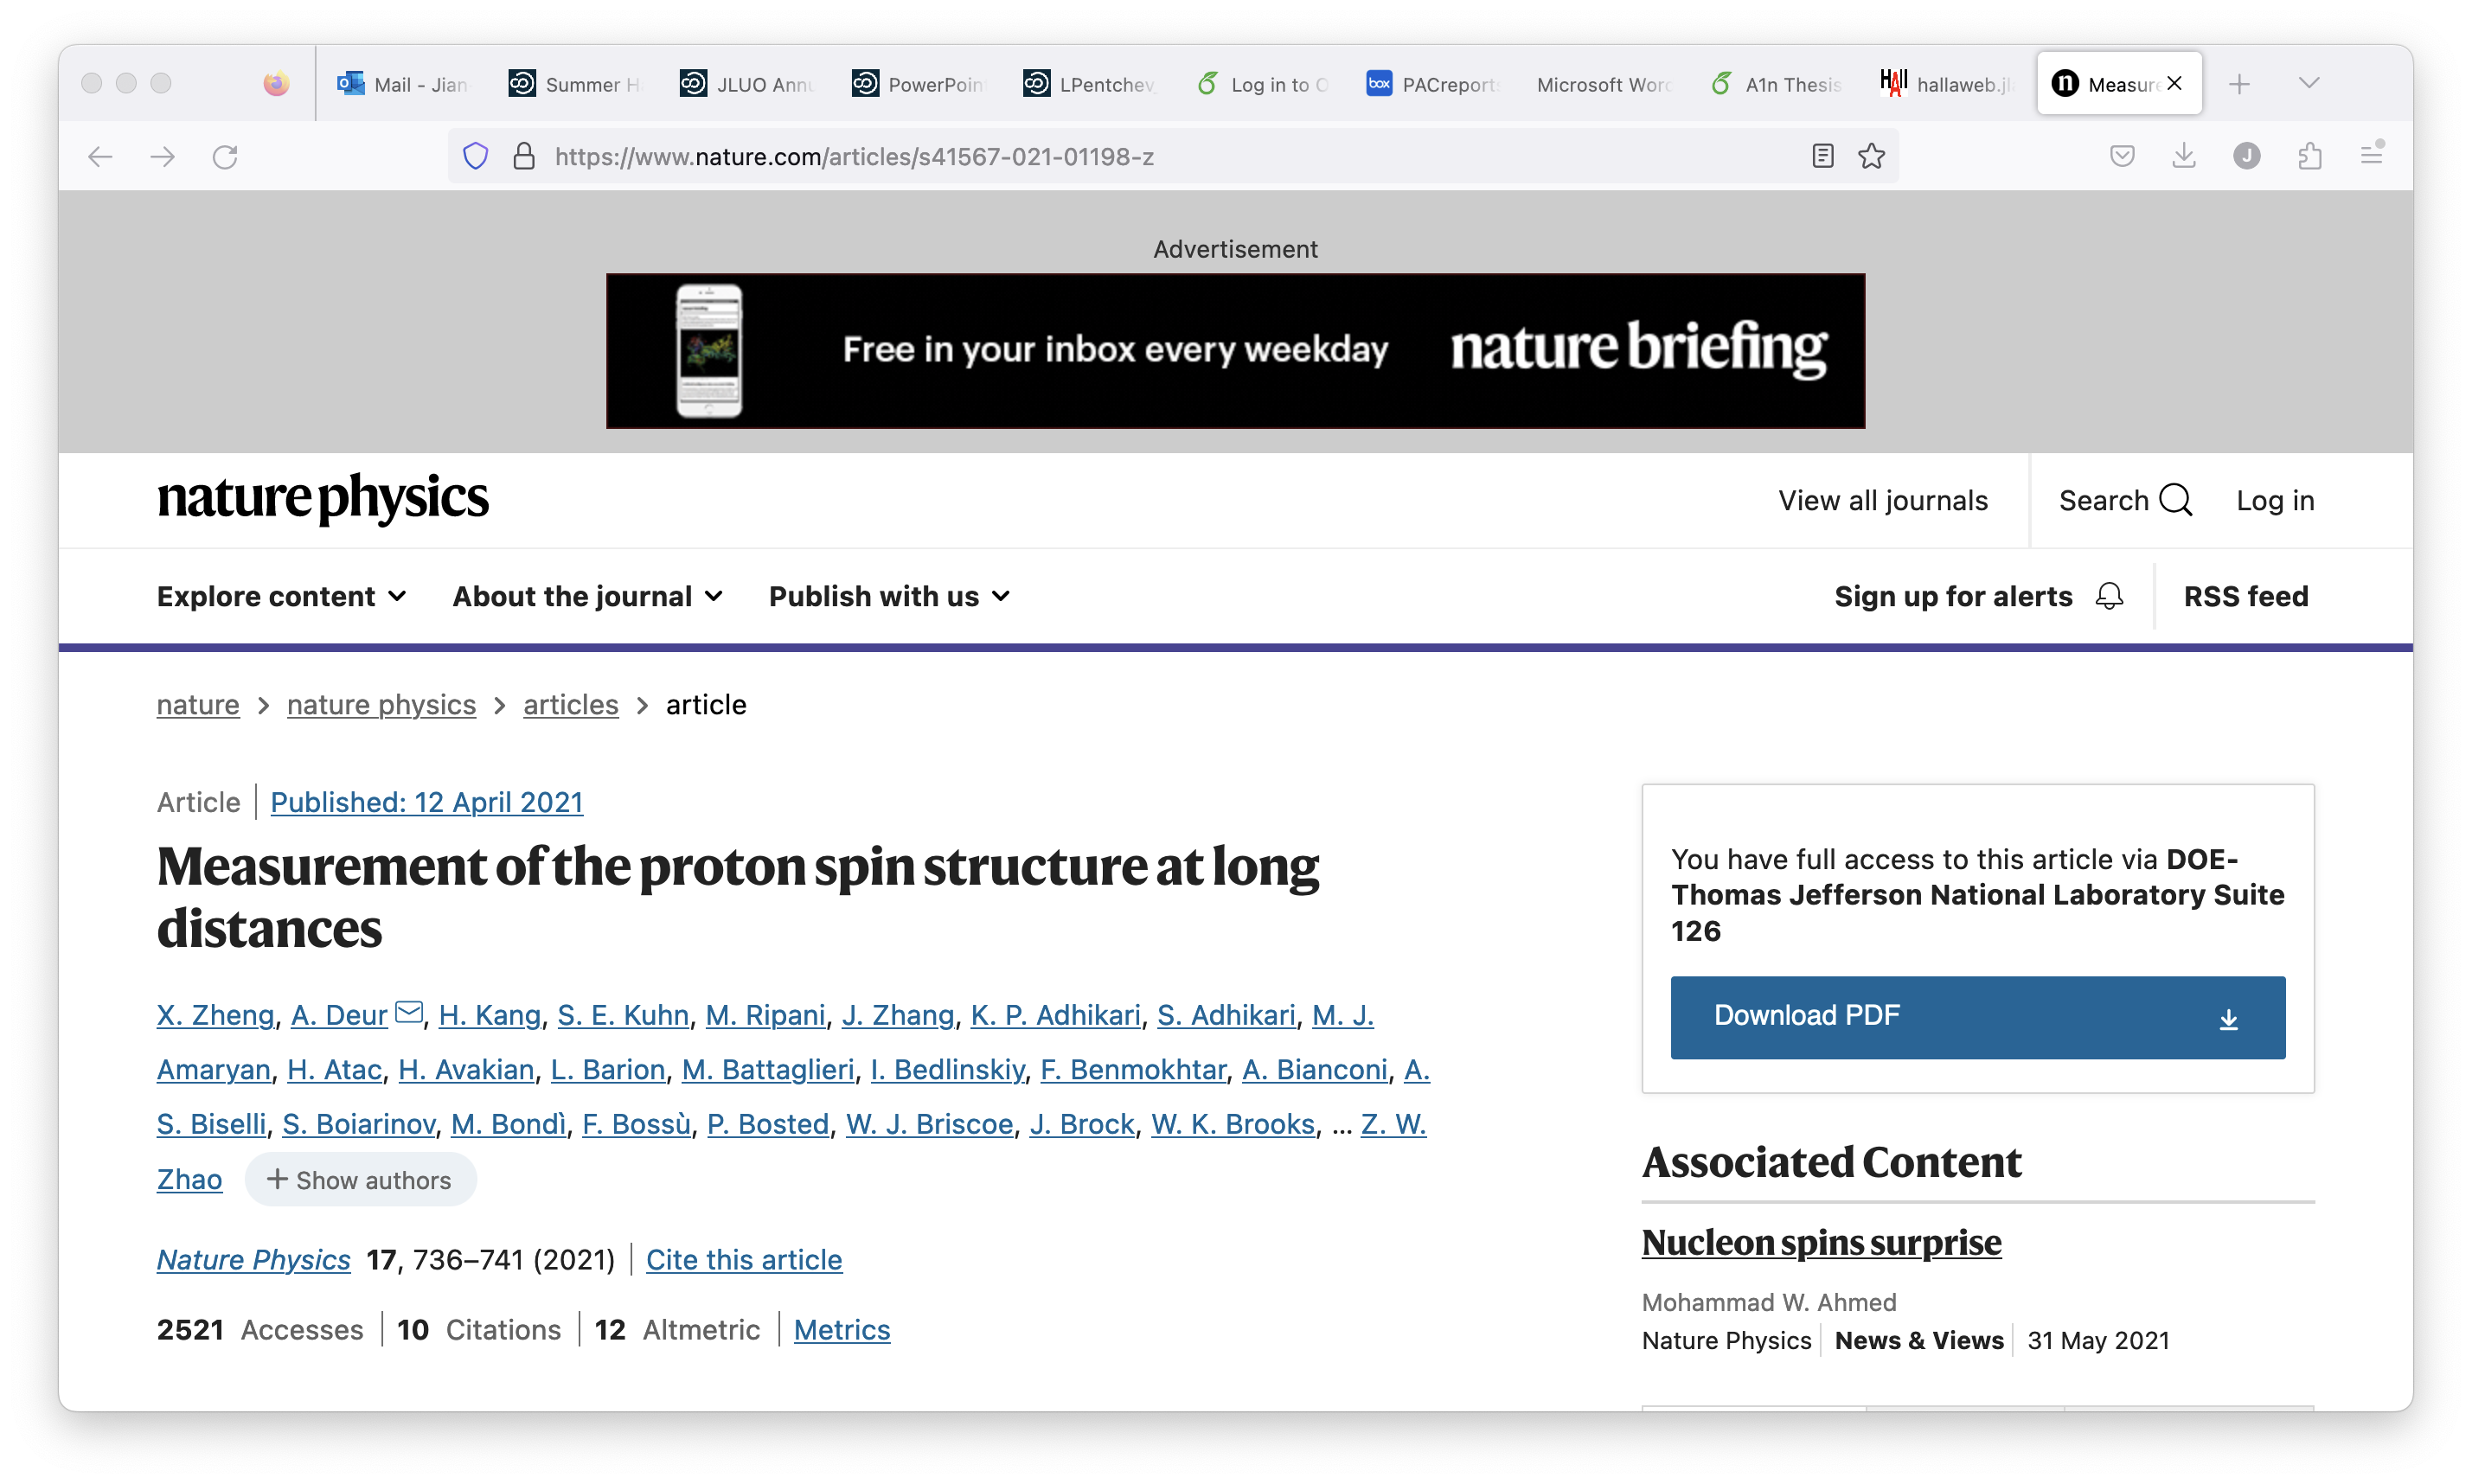 Mail - Jian
Summer H
JLUO Annu
PowerPoin
LPentchev
Log in to O
box
PACreports
Microsoft Word
A1n Thesis
HALL
hallaweb.jl
n
Measure
https://www.nature.com/articles/s41567-021-01198-z
J
Advertisement
Free in your inbox every weekday nature briefing
nature physics
View all journals Search Log in
Explore content About the journal Publish with us
Sign up for alerts RSS feed
nature > nature physics > articles > article
Article | Published: 12 April 2021
Measurement of the proton spin structure at long
distances
X. Zheng, A. Deur, H. Kang, S. E. Kuhn, M. Ripani, J. Zhang, K. P. Adhikari, S. Adhikari, M. J.
Amaryan, H. Atac, H. Avakian, L. Barion, M. Battaglieri, I. Bedlinskiy, F. Benmokhtar, A. Bianconi, A.
S. Biselli, S. Boiarinov, M. Bondì, F. Bossù, P. Bosted, W. J. Briscoe, J. Brock, W. K. Brooks, ... Z. W.
Zhao + Show authors
Nature Physics 17, 736–741 (2021) | Cite this article
2521 Accesses | 10 Citations | 12 Altmetric | Metrics
You have full access to this article via DOE-
Thomas Jefferson National Laboratory Suite
126
Download PDF
Associated Content
Nucleon spins surprise
Mohammad W. Ahmed
Nature Physics | News & Views | 31 May 2021